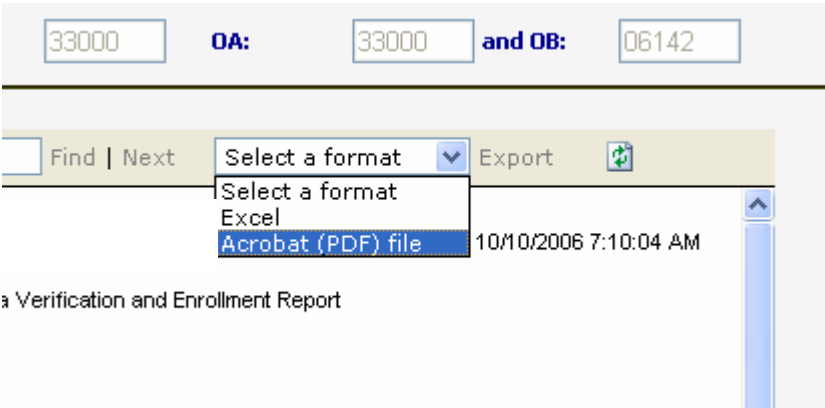 33000 OA: 33000 and OB: 06142
Find | Next Select a format Export
Select a format
Excel
Acrobat (PDF) file 10/10/2006 7:10:04 AM
a Verification and Enrollment Report